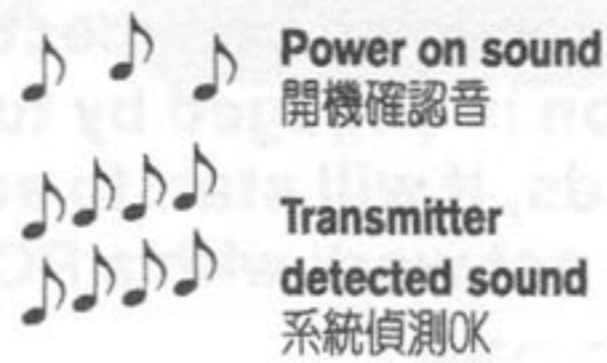 Power on sound
開機確認音
Transmitter
detected sound
系統偵測OK